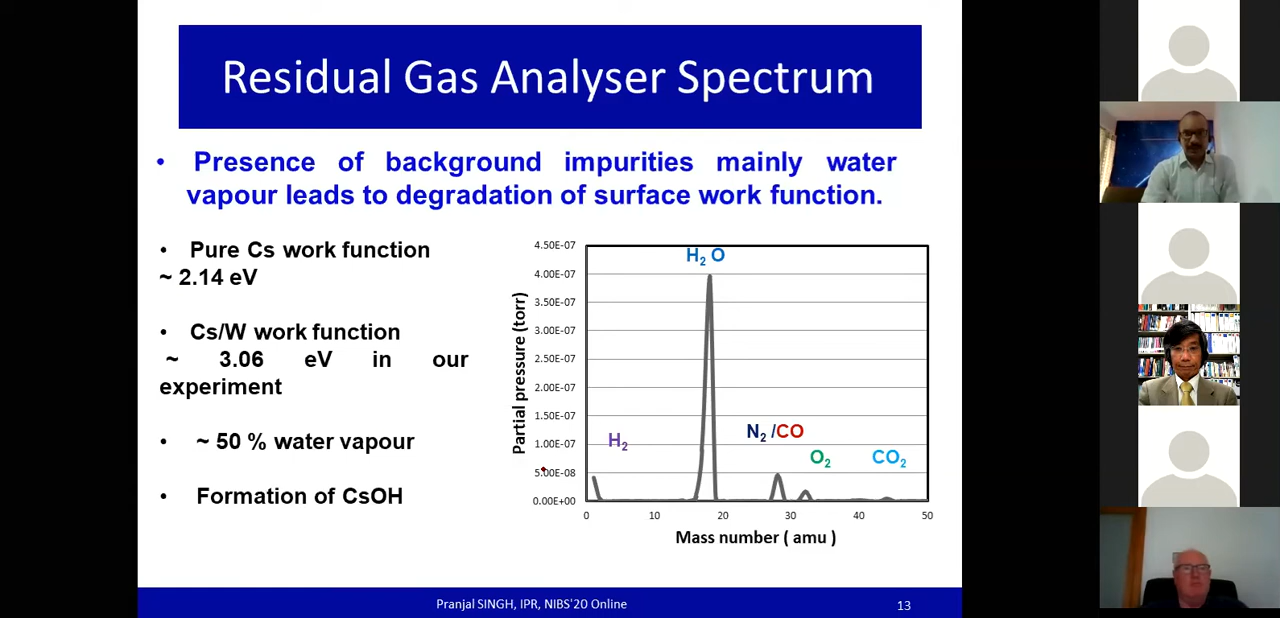 Residual Gas Analyser Spectrum
• Presence of background impurities mainly water
vapour leads to degradation of surface work function.
• Pure Cs work function
~ 2.14 eV
• Cs/W work function
~ 3.06 eV in our
experiment
• ~ 50 % water vapour
• Formation of CsOH
Partial pressure (torr)
4.50E-07
4.00E-07
3.50E-07
3.00E-07
2.50E-07
2.00E-07
1.50E-07
1.00E-07
5.00E-08
0.00E+00
H₂ O
H₂
N₂ /CO
O₂
CO₂
0 10 20 30 40 50
Mass number ( amu )
Pranjal SINGH, IPR, NIBS'20 Online
13